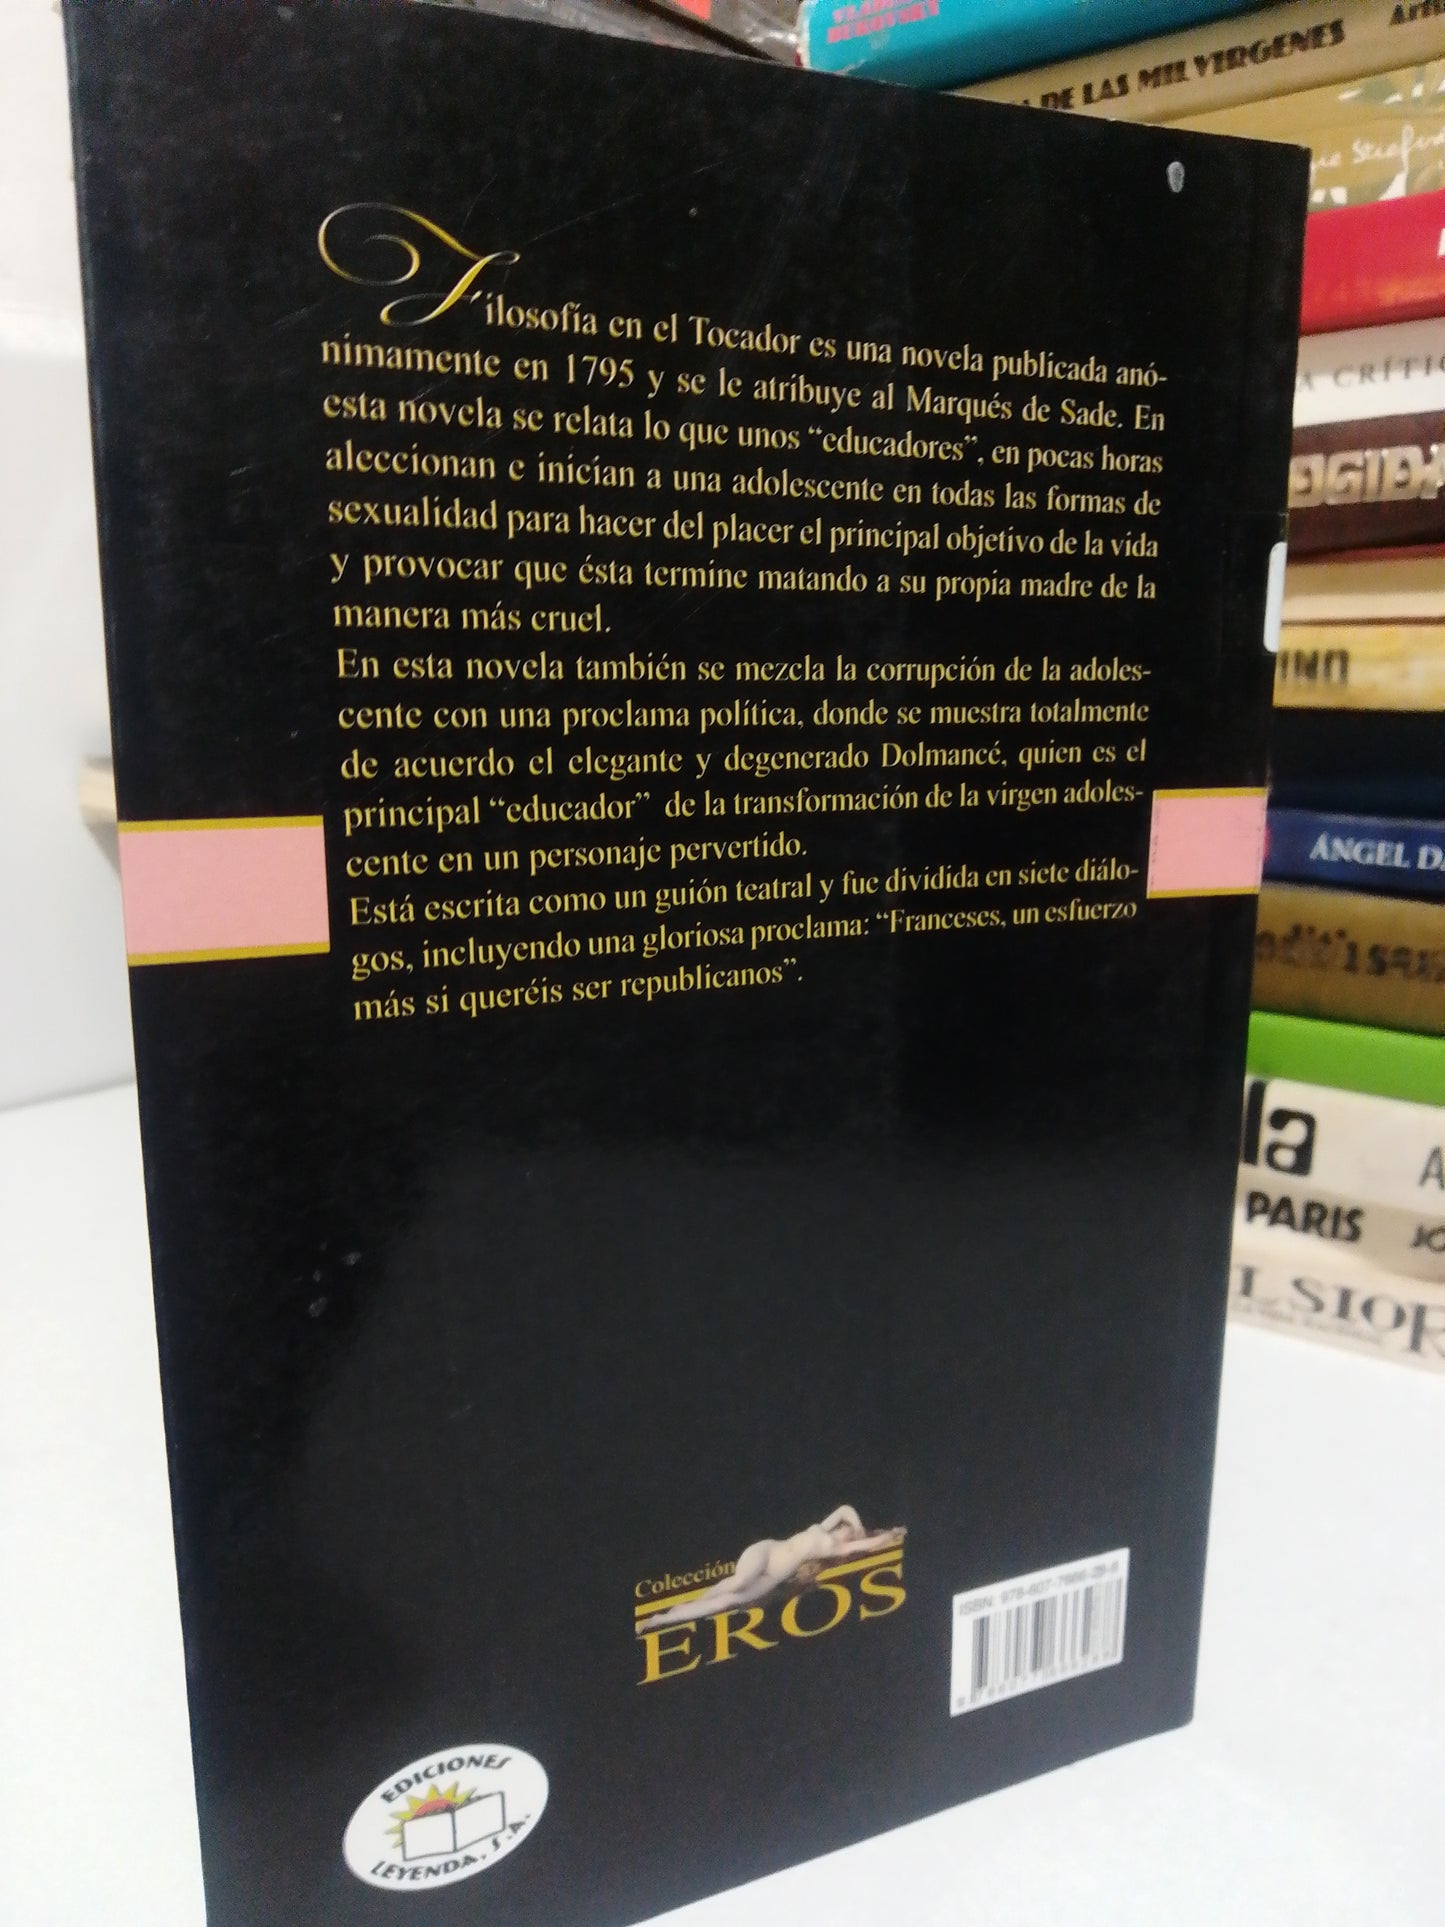 Filosofía en el Tocador es una novela publicada anó-
nimamente en 1795 y se le atribuye al Marqués de Sade. En
esta novela se relata lo que unos “educadores”, en pocas horas
aleccionan e inician a una adolescente en todas las formas de
sexualidad para hacer del placer el principal objetivo de la vida
y provocar que ésta termine matando a su propia madre de la
manera más cruel.
En esta novela también se mezcla la corrupción de la adoles-
cente con una proclama política, donde se muestra totalmente
de acuerdo el elegante y degenerado Dolmancé, quien es el
principal “educador” de la transformación de la virgen adoles-
cente en un personaje pervertido.
Está escrita como un guión teatral y fue dividida en siete diálo-
gos, incluyendo una gloriosa proclama: “Franceses, un esfuerzo
más si queréis ser republicanos”.
Colección
EROS
EDICIONES
LEYENDA, S.A.
DE LAS MIL VIRGENES
A CRÍTIC
ÁNGEL DA
la A
PARIS JO
L SIOR